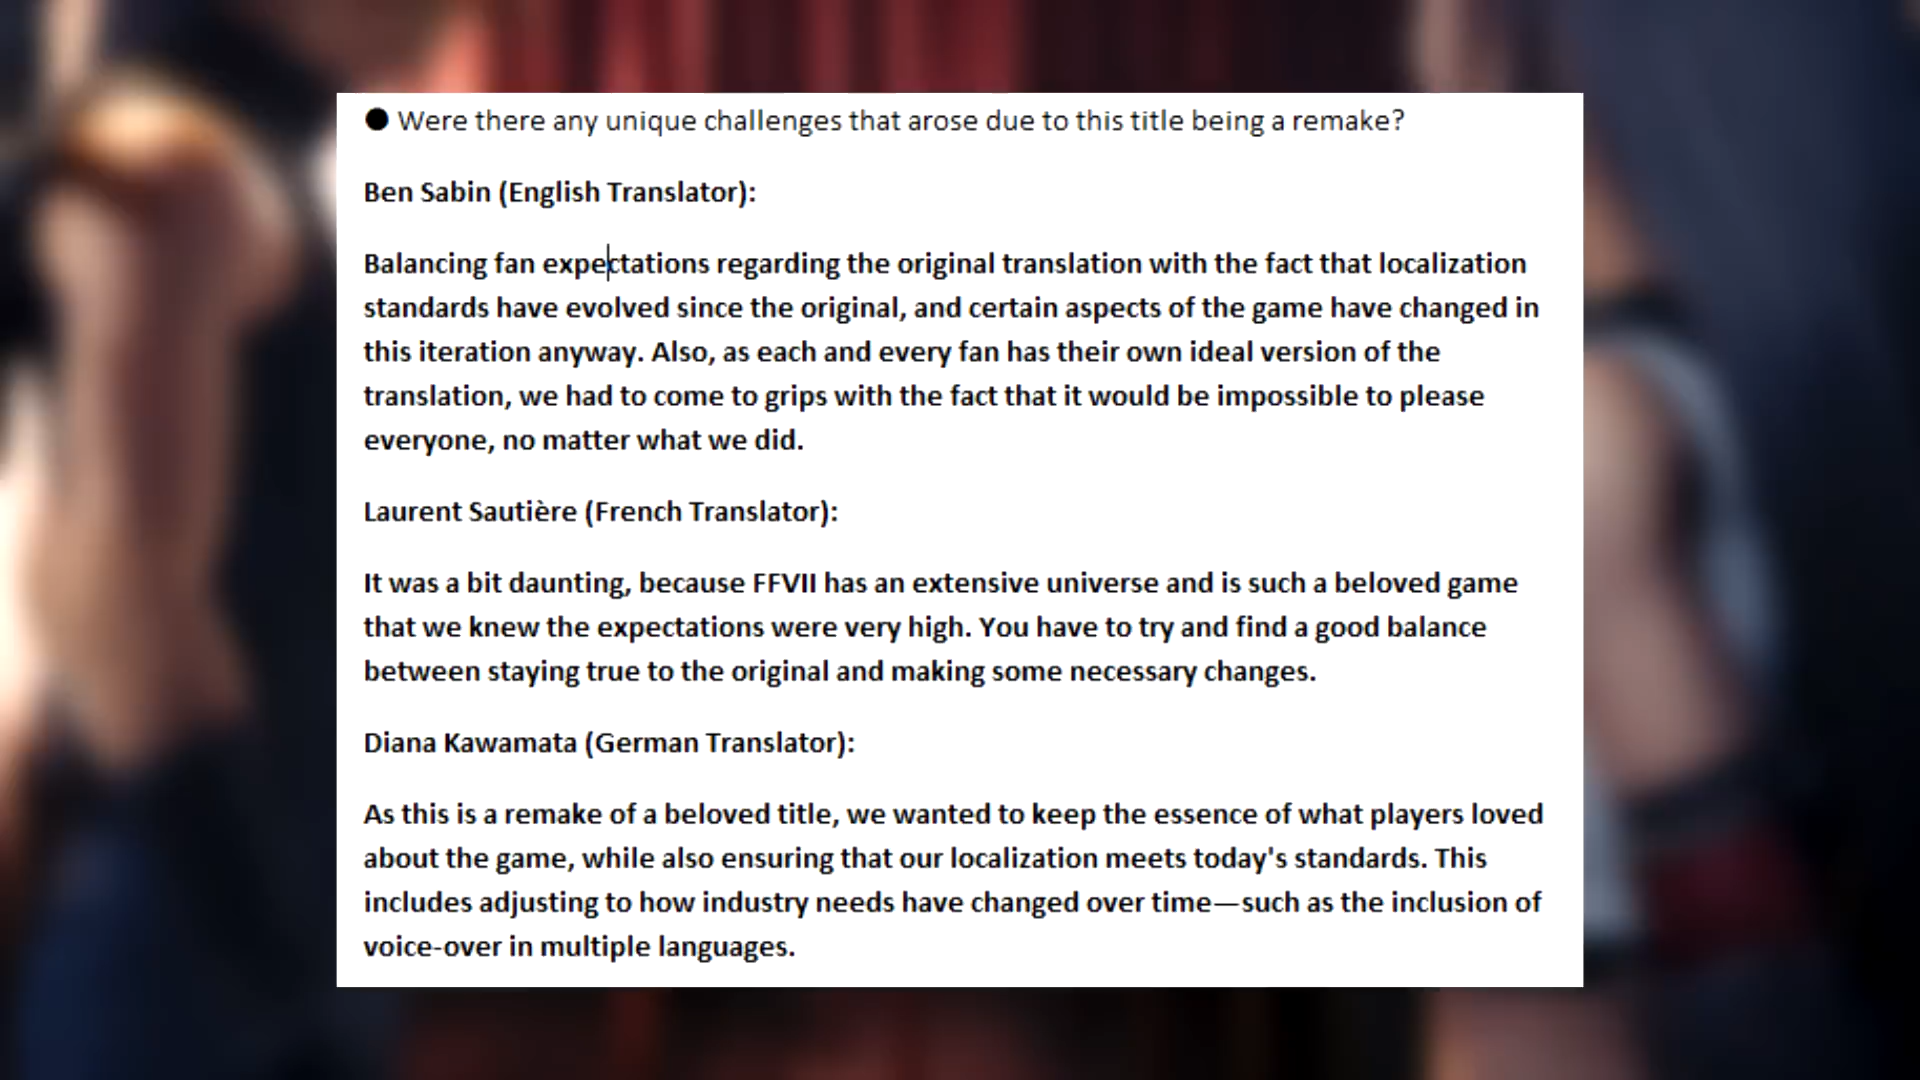 ● Were there any unique challenges that arose due to this title being a remake?
Ben Sabin (English Translator):
Balancing fan expectations regarding the original translation with the fact that localization
standards have evolved since the original, and certain aspects of the game have changed in
this iteration anyway. Also, as each and every fan has their own ideal version of the
translation, we had to come to grips with the fact that it would be impossible to please
everyone, no matter what we did.
Laurent Sautière (French Translator):
It was a bit daunting, because FFVII has an extensive universe and is such a beloved game
that we knew the expectations were very high. You have to try and find a good balance
between staying true to the original and making some necessary changes.
Diana Kawamata (German Translator):
As this is a remake of a beloved title, we wanted to keep the essence of what players loved
about the game, while also ensuring that our localization meets today's standards. This
includes adjusting to how industry needs have changed over time—such as the inclusion of
voice-over in multiple languages.